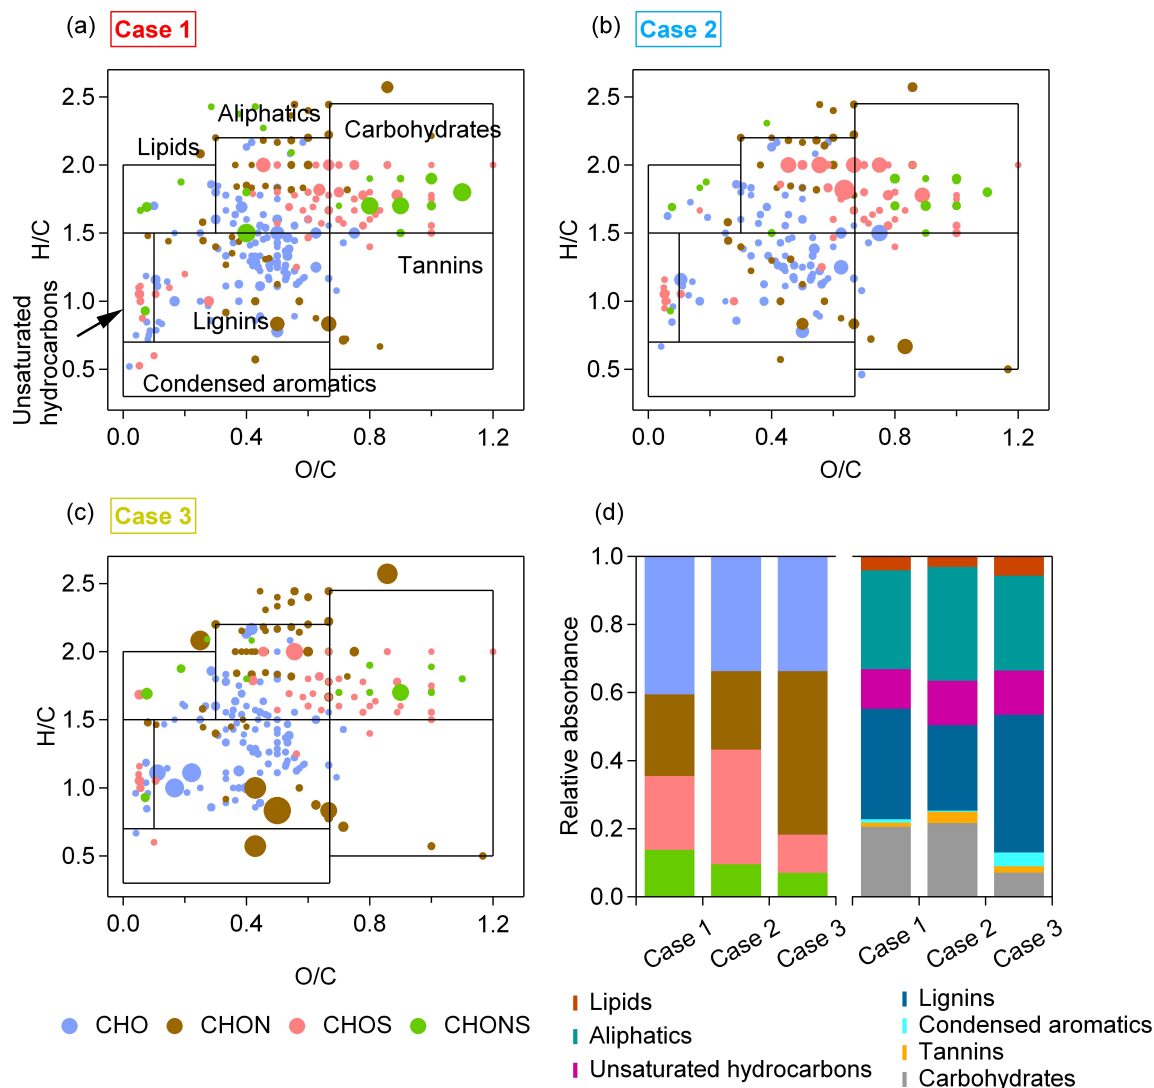 (a) Case 1
(b) Case 2
2.5
2.0
1.5
1.0
0.5
H/C
Aliphatics
Carbohydrates
Lipids
Tannins
Lignins
Condensed aromatics
Unsaturated
hydrocarbons
0.0 0.4 0.8 1.2
O/C
2.5
2.0
1.5
1.0
0.5
H/C
0.0 0.4 0.8 1.2
O/C
(c) Case 3
(d)
2.5
2.0
1.5
1.0
0.5
H/C
0.0 0.4 0.8 1.2
O/C
CHO CHON CHOS CHONS
1.0
0.8
0.6
0.4
0.2
0.0
Relative absorbance
Case 1 Case 2 Case 3 Case 1 Case 2 Case 3
Lipids
Aliphatics
Unsaturated hydrocarbons
Lignins
Condensed aromatics
Tannins
Carbohydrates